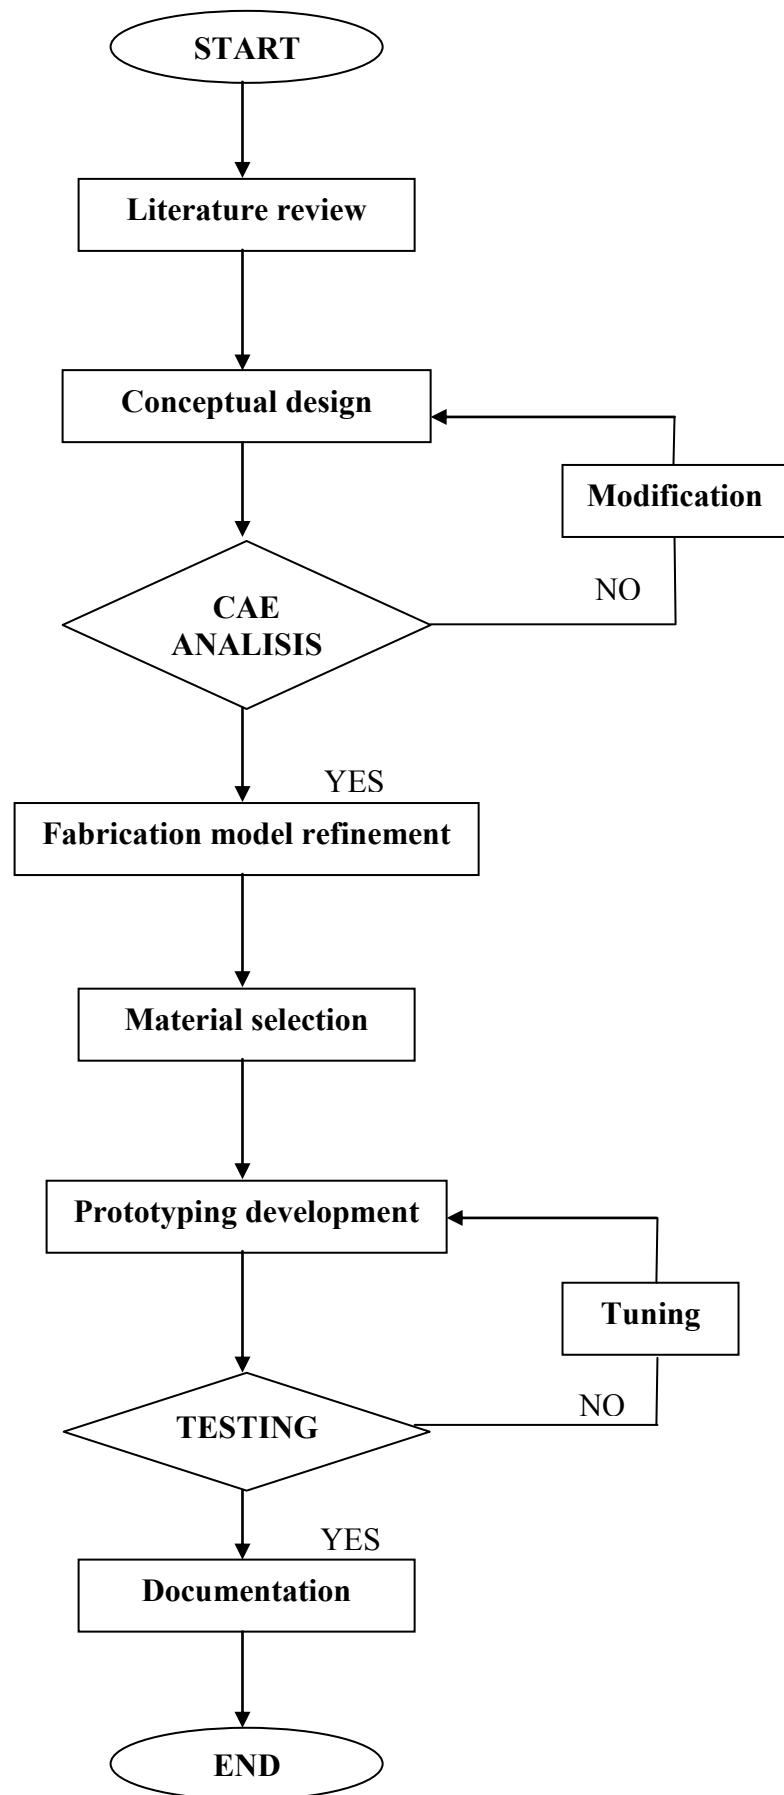 START
Literature review
Conceptual design
Modification
NO
CAE
ANALISIS
YES
Fabrication model refinement
Material selection
Prototyping development
Tuning
NO
TESTING
YES
Documentation
END